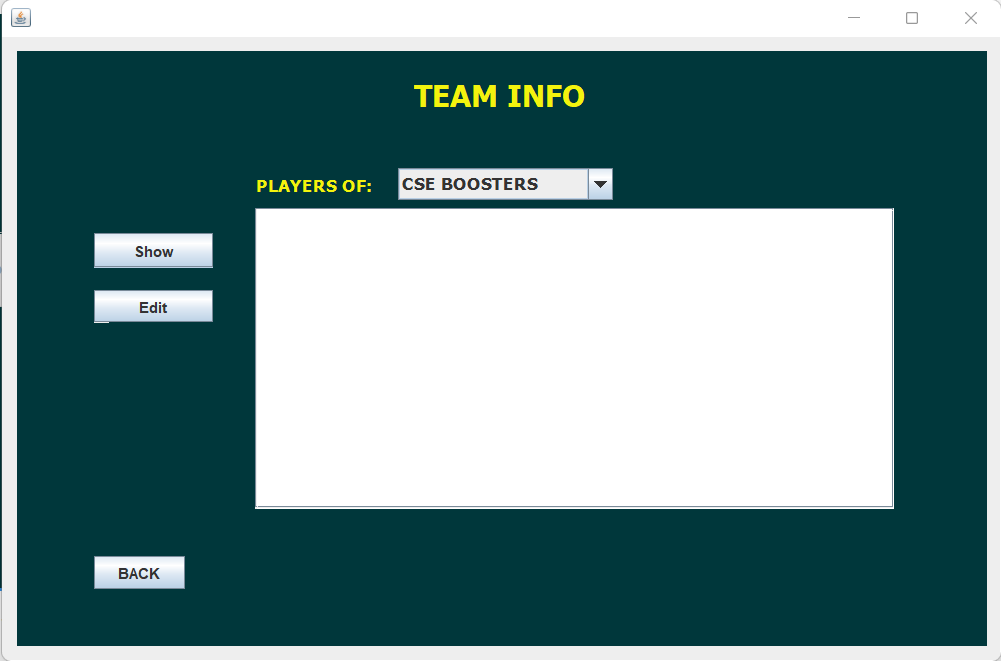 TEAM INFO
PLAYERS OF: CSE BOOSTERS
Show
Edit
BACK